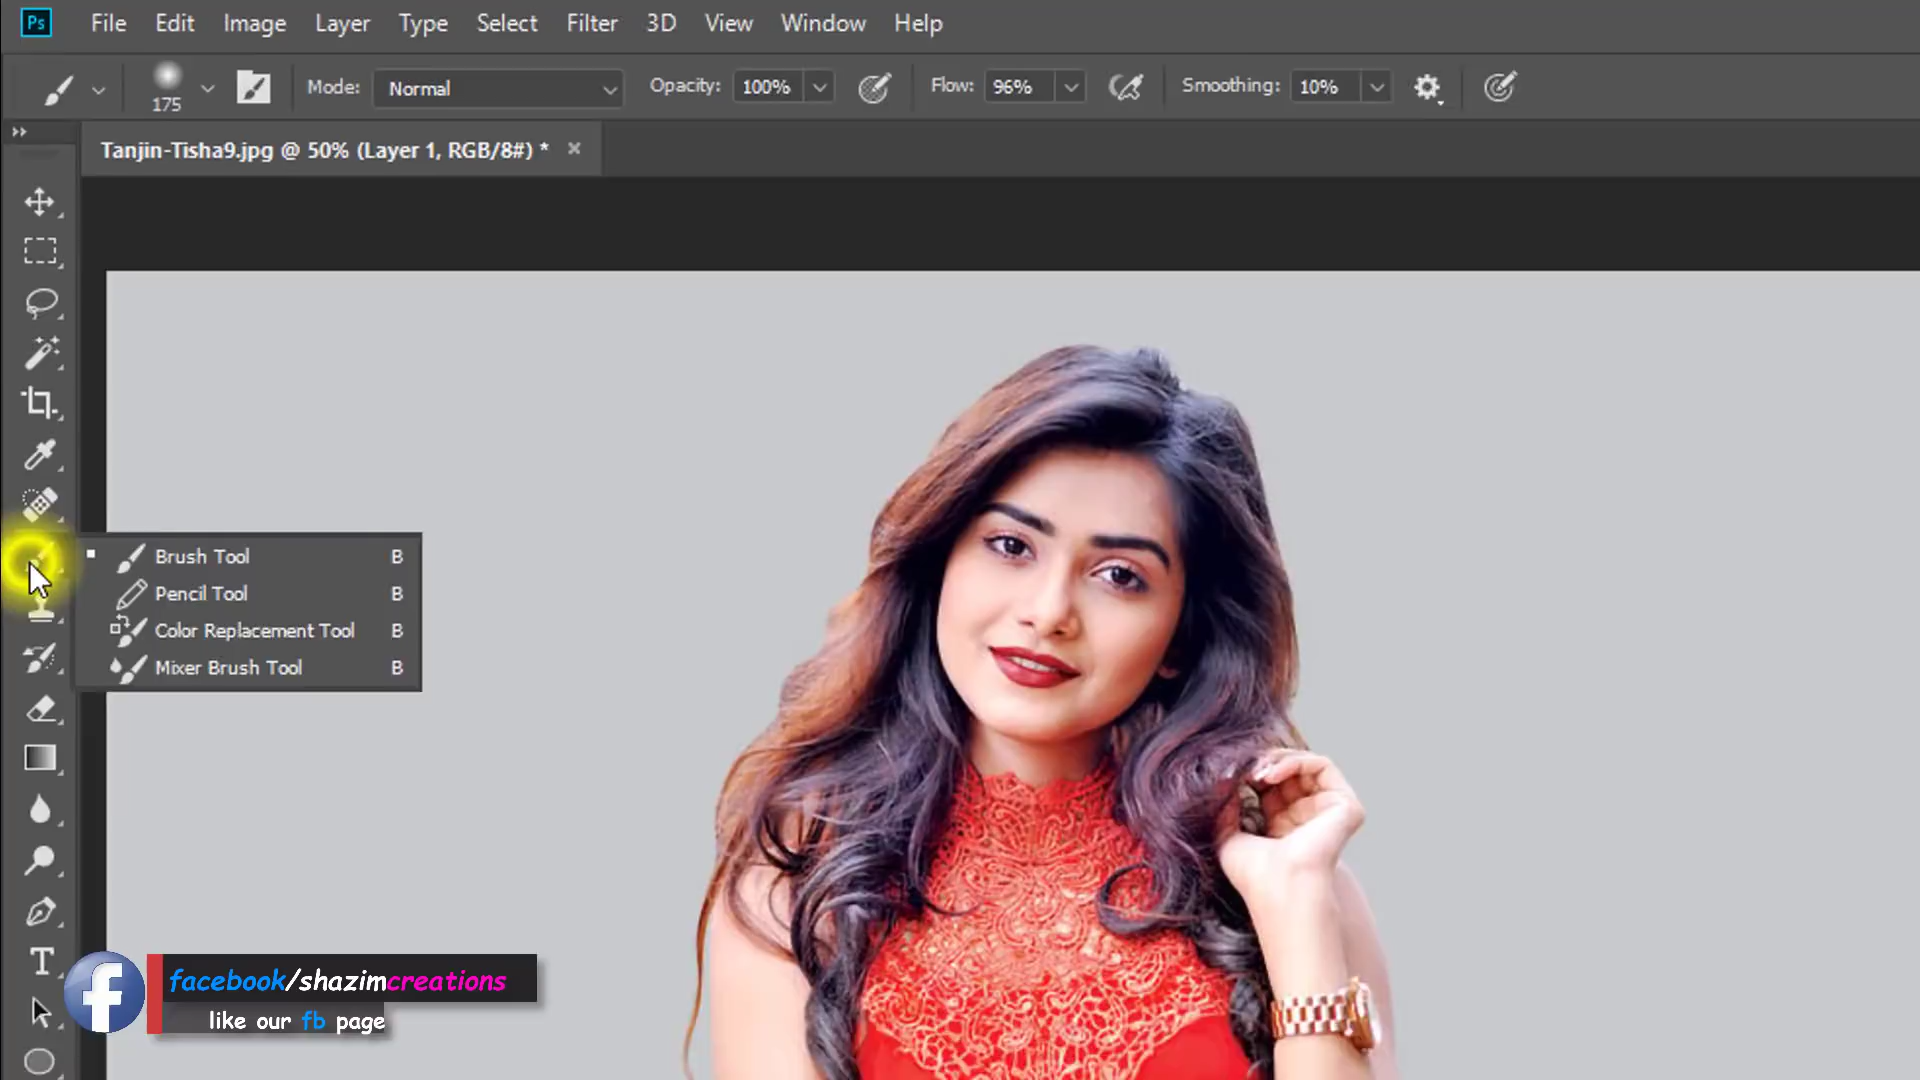 Ps File Edit Image Layer Type Select Filter 3D View Window Help
175 Mode: Normal Opacity: 100% Flow: 96% Smoothing: 10%
Tanjin-Tisha9.jpg @ 50% (Layer 1, RGB/8#) * ×
Brush Tool B
Pencil Tool B
Color Replacement Tool B
Mixer Brush Tool B
facebook/shazimcreations
like our fb page